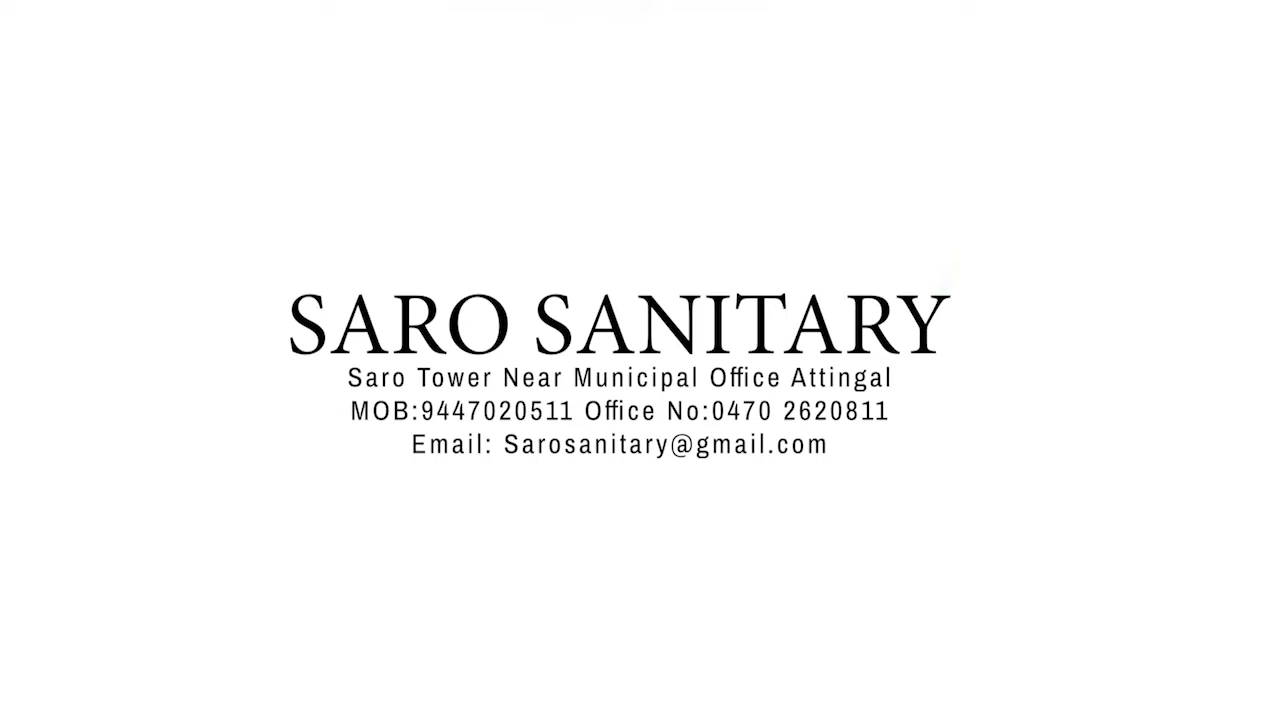 SARO SANITARY
Saro Tower Near Municipal Office Attingal
MOB:9447020511 Office No:0470 2620811
Email: Sarosanitary@gmail.com